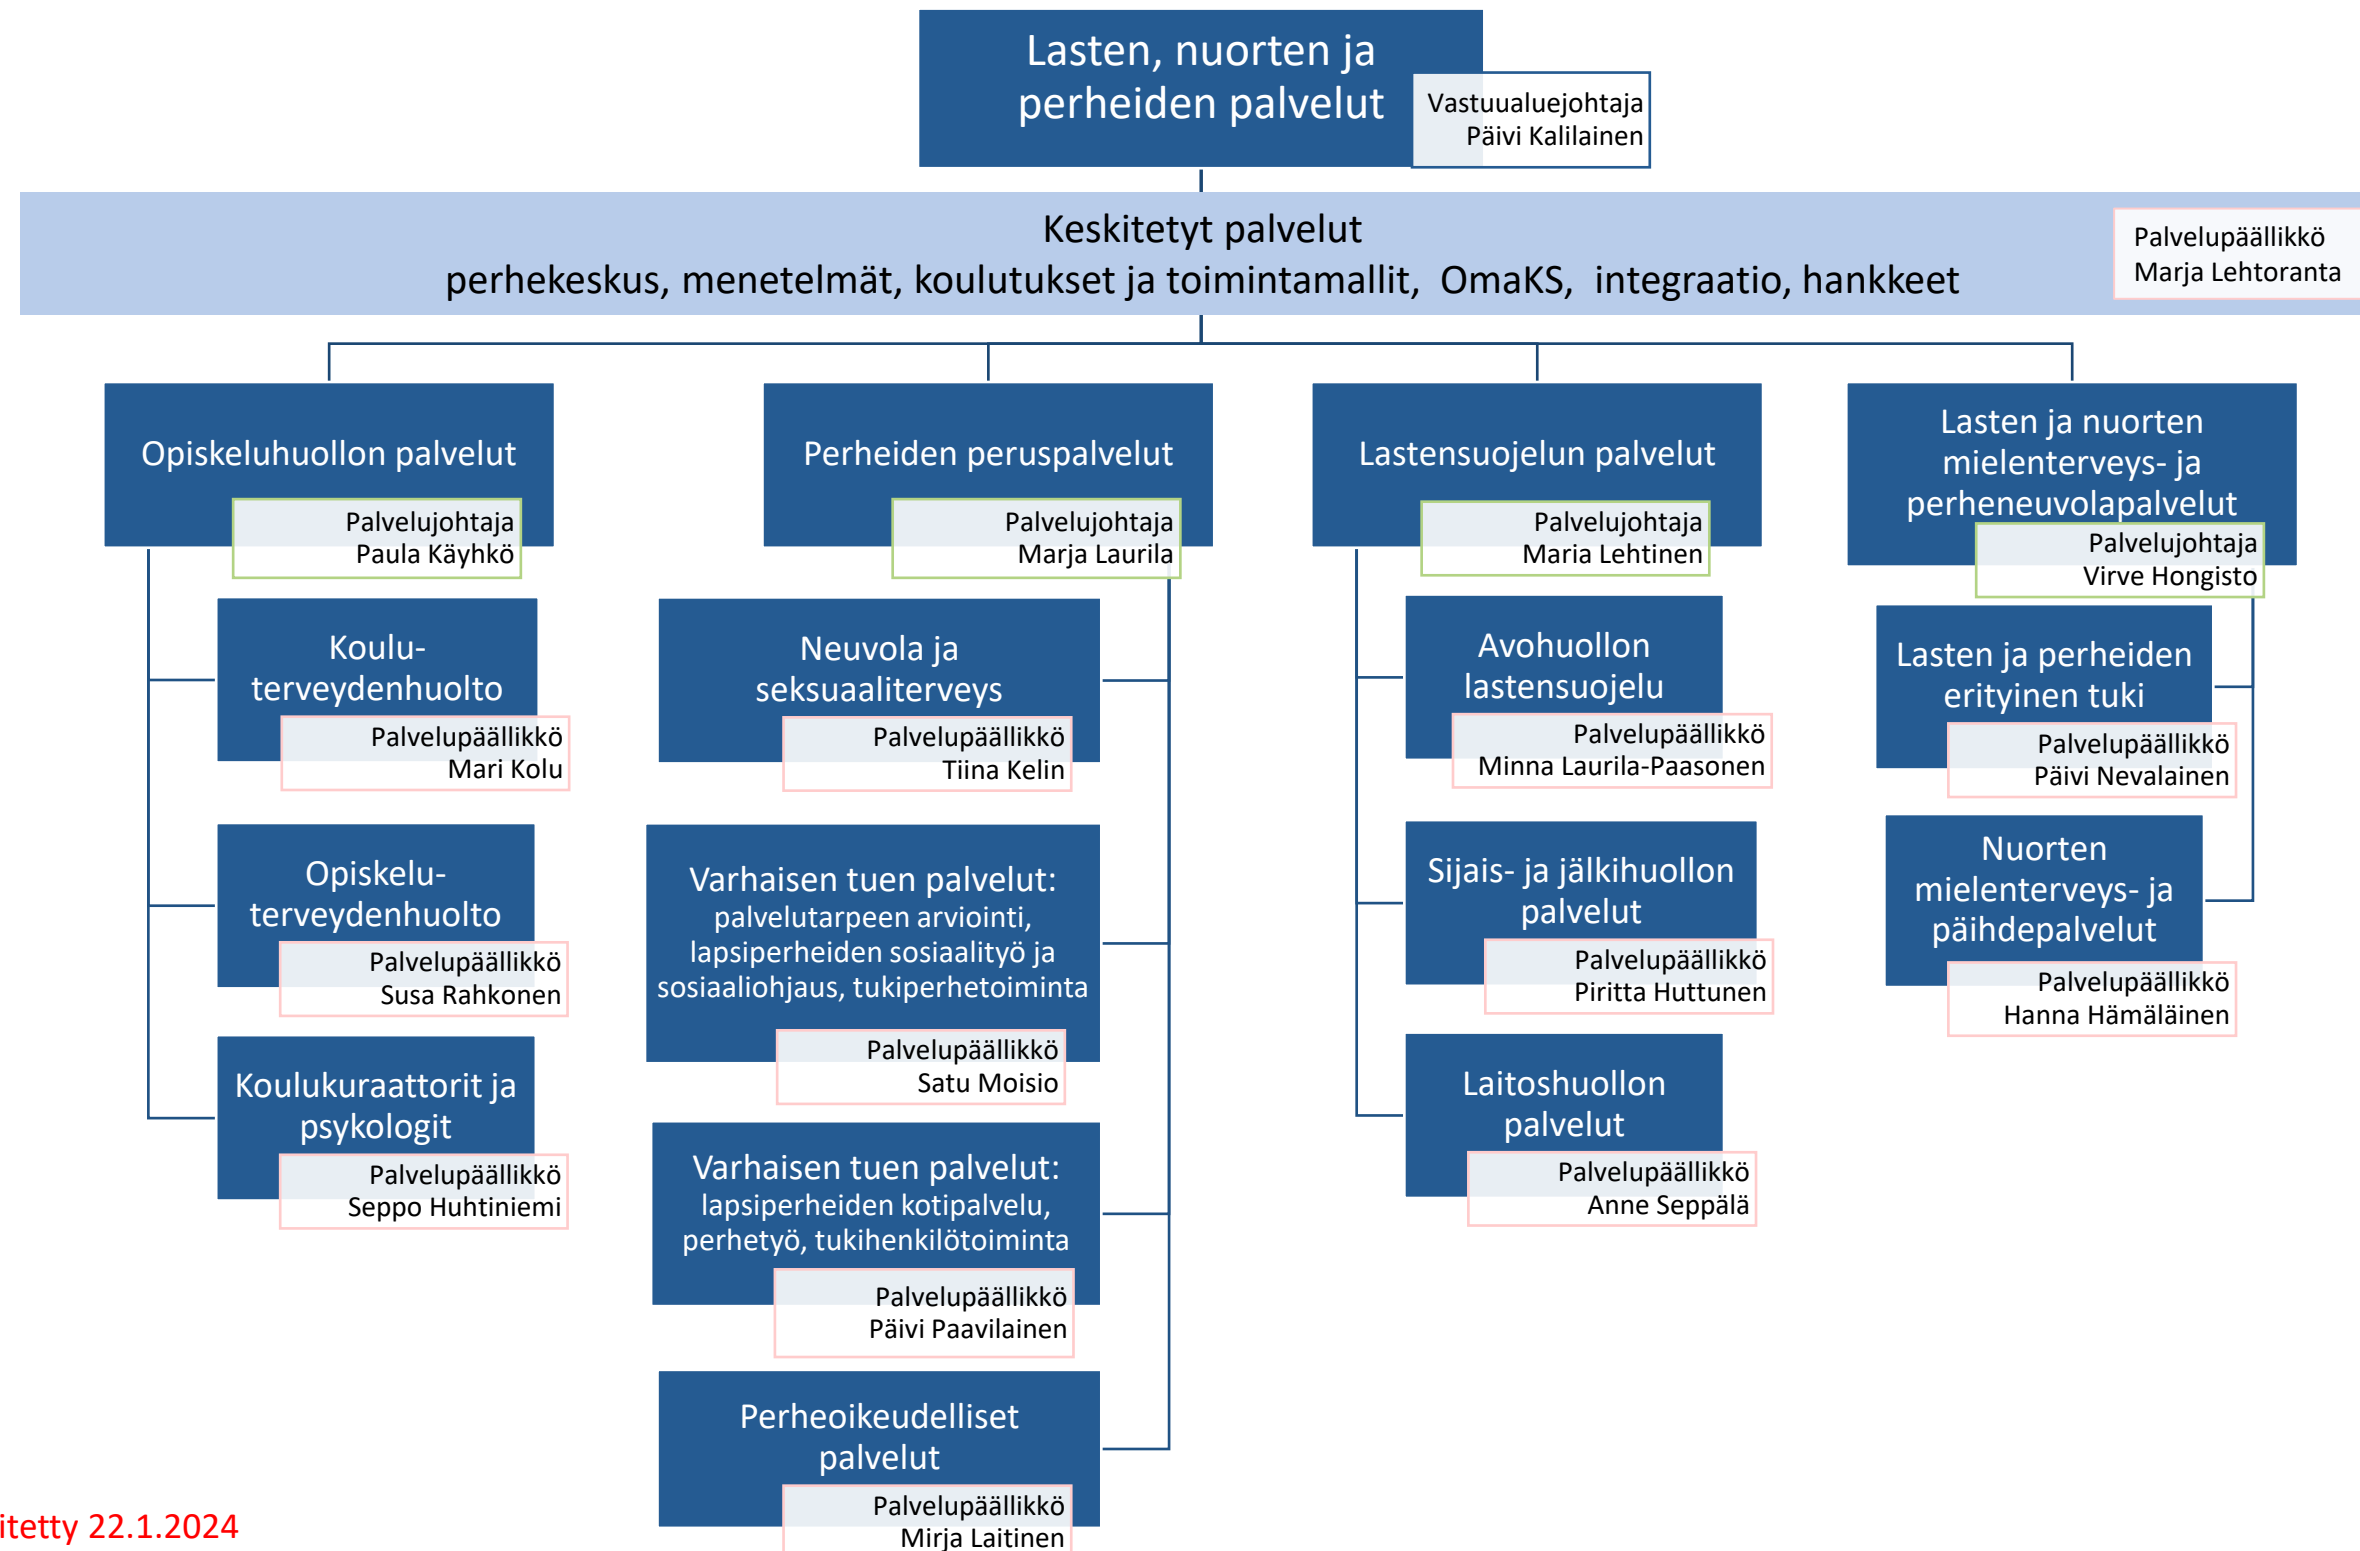 Lasten, nuorten ja
perheiden palvelut
Vastuualuejohtaja
Päivi Kalilainen
Keskitetyt palvelut
perhekeskus, menetelmät, koulutukset ja toimintamallit, OmaKS, integraatio, hankkeet
Palvelupäällikkö
Marja Lehtoranta
Opiskeluhuollon palvelut
Palvelujohtaja
Paula Käyhkö
Koulu-
terveydenhuolto
Palvelupäällikkö
Mari Kolu
Opiskelu-
terveydenhuolto
Palvelupäällikkö
Susa Rahkonen
Koulukuraattorit ja
psykologit
Palvelupäällikkö
Seppo Huhtiniemi
Perheiden peruspalvelut
Palvelujohtaja
Marja Laurila
Neuvola ja
seksuaaliterveys
Palvelupäällikkö
Tiina Kelin
Varhaisen tuen palvelut:
palvelutarpeen arviointi,
lapsiperheiden sosiaalityö ja
sosiaaliohjaus, tukiperhetoiminta
Palvelupäällikkö
Satu Moisio
Varhaisen tuen palvelut:
lapsiperheiden kotipalvelu,
perhetyö, tukihenkilötoiminta
Palvelupäällikkö
Päivi Paavilainen
Perheoikeudelliset
palvelut
Palvelupäällikkö
Mirja Laitinen
Lastensuojelun palvelut
Palvelujohtaja
Maria Lehtinen
Avohuollon
lastensuojelu
Palvelupäällikkö
Minna Laurila-Paasonen
Sijais- ja jälkihuollon
palvelut
Palvelupäällikkö
Piritta Huttunen
Laitoshuollon
palvelut
Palvelupäällikkö
Anne Seppälä
Lasten ja nuorten
mielenterveys- ja
perheneuvolapalvelut
Palvelujohtaja
Virve Hongisto
Lasten ja perheiden
erityinen tuki
Palvelupäällikkö
Päivi Nevalainen
Nuorten
mielenterveys- ja
päihdepalvelut
Palvelupäällikkö
Hanna Hämäläinen
itetty 22.1.2024